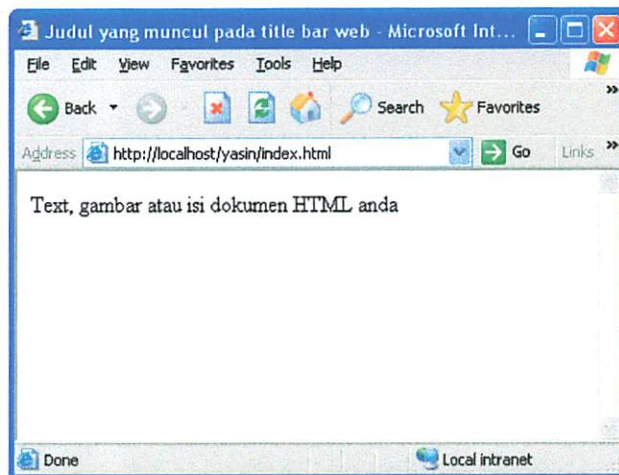 Judul yang muncul pada title bar web - Microsoft Int...
File Edit View Favorites Tools Help
Back Search Favorites »
Address http://localhost/yasin/index.html Go Links »
Text, gambar atau isi dokumen HTML anda
Done Local intranet